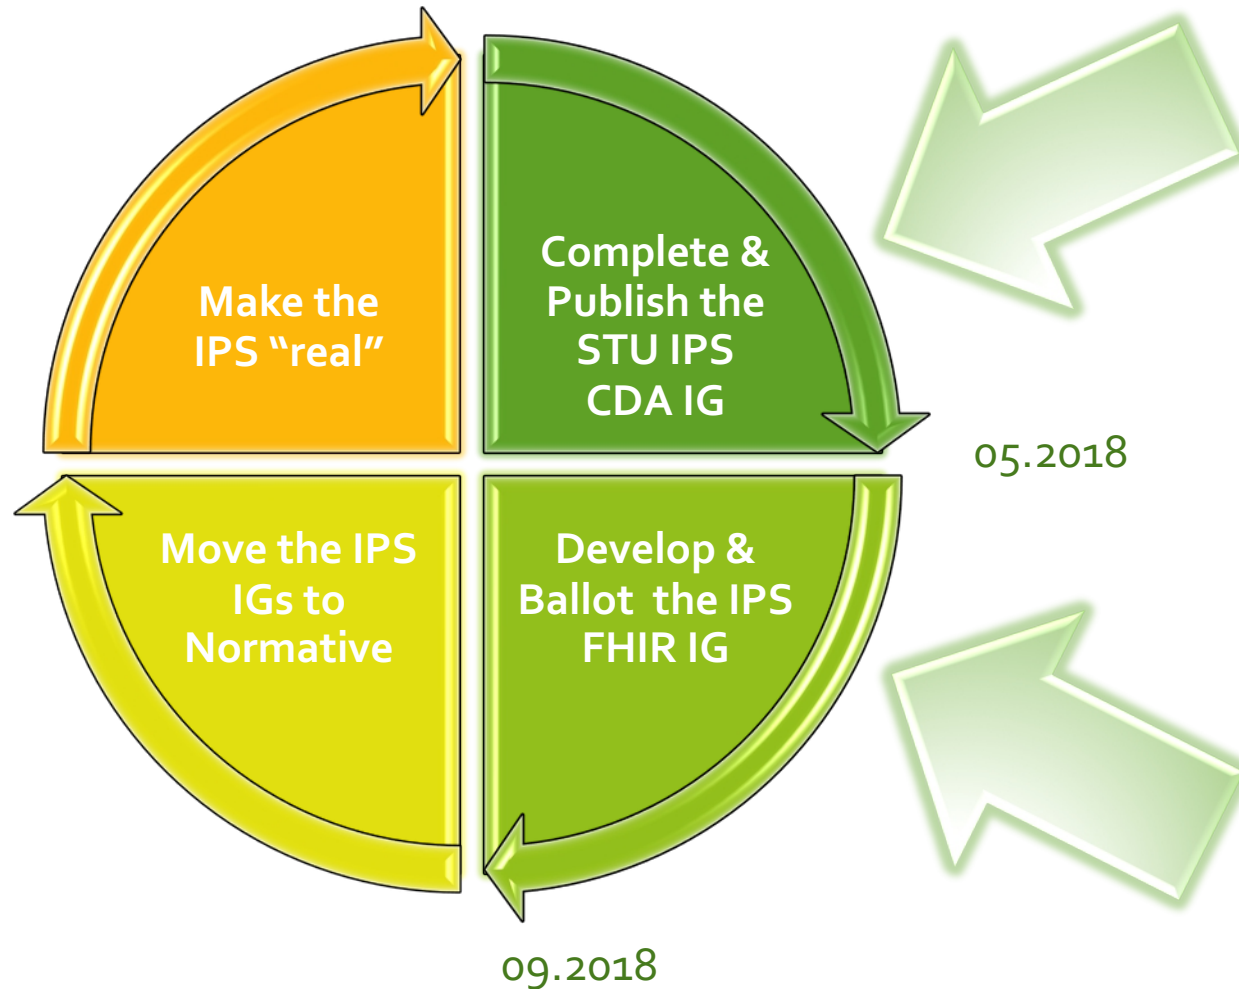 Make the
IPS “real”
Complete &
Publish the
STU IPS
CDA IG
05.2018
Move the IPS
IGs to
Normative
Develop &
Ballot the IPS
FHIR IG
09.2018